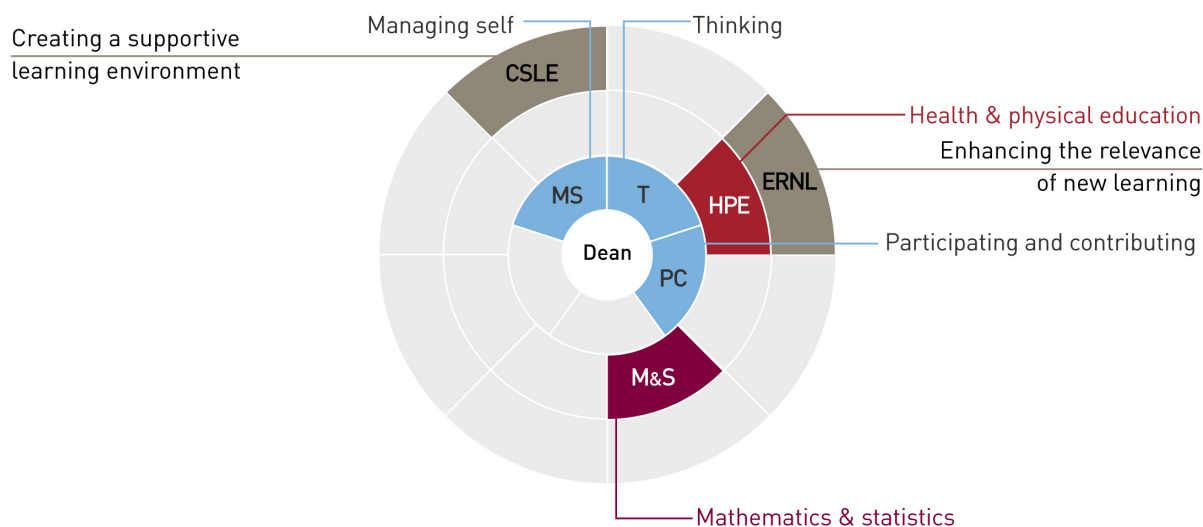 Managing self
Thinking
Creating a supportive
learning environment
CSLE
Health & physical education
Enhancing the relevance
of new learning
ERNL
MS
T
HPE
Participating and contributing
Dean
PC
M&S
Mathematics & statistics